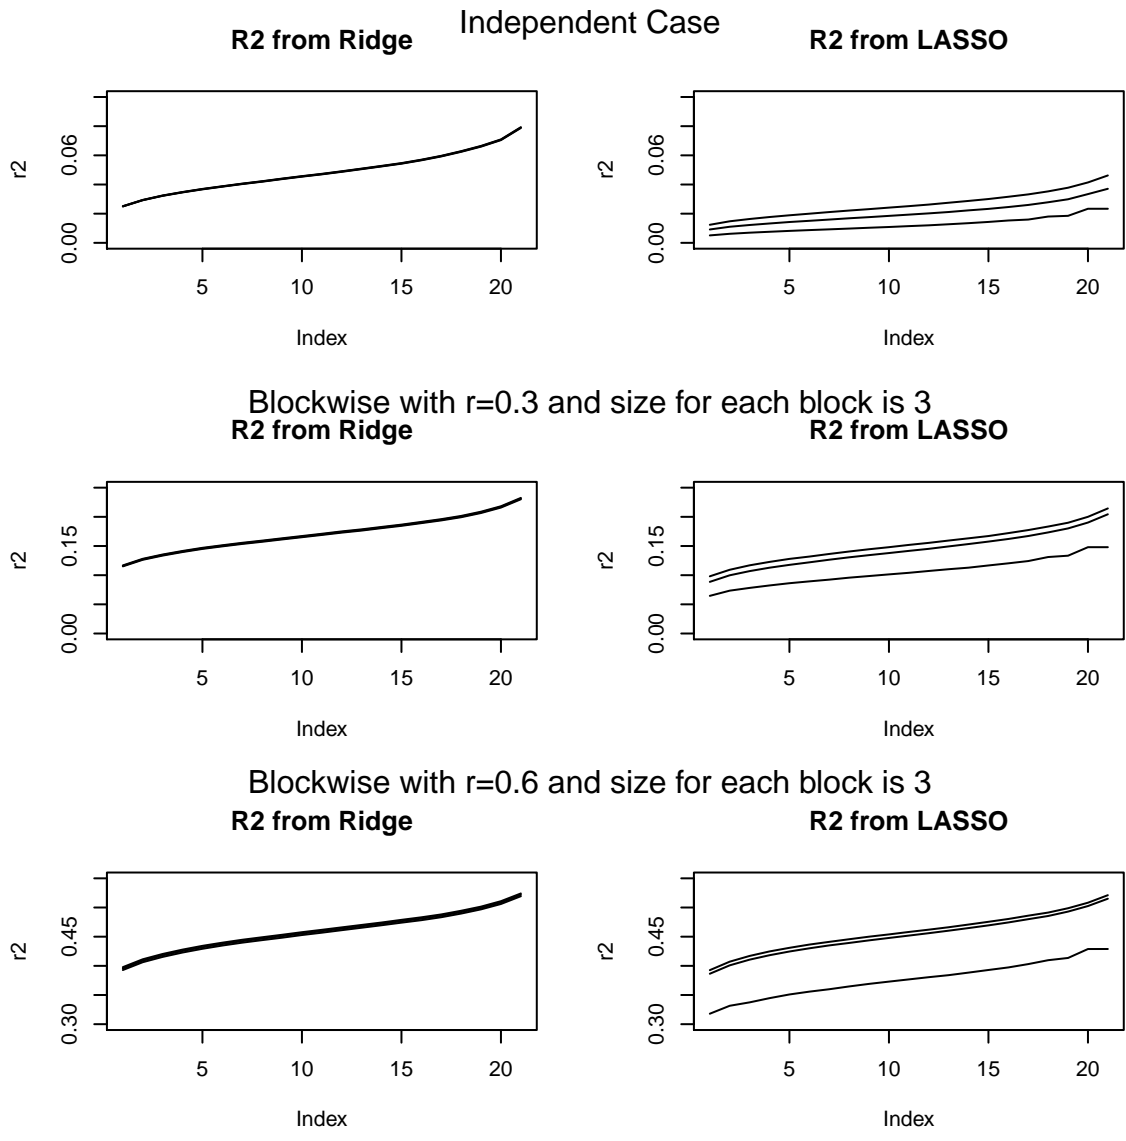 Independent Case
R2 from Ridge
R2 from LASSO
r2
0.00
0.06
5 10 15 20
Index
r2
0.00
0.06
5 10 15 20
Index
Blockwise with r=0.3 and size for each block is 3
R2 from Ridge
R2 from LASSO
r2
0.00
0.15
5 10 15 20
Index
r2
0.00
0.15
5 10 15 20
Index
Blockwise with r=0.6 and size for each block is 3
R2 from Ridge
R2 from LASSO
r2
0.30
0.45
5 10 15 20
Index
r2
0.30
0.45
5 10 15 20
Index